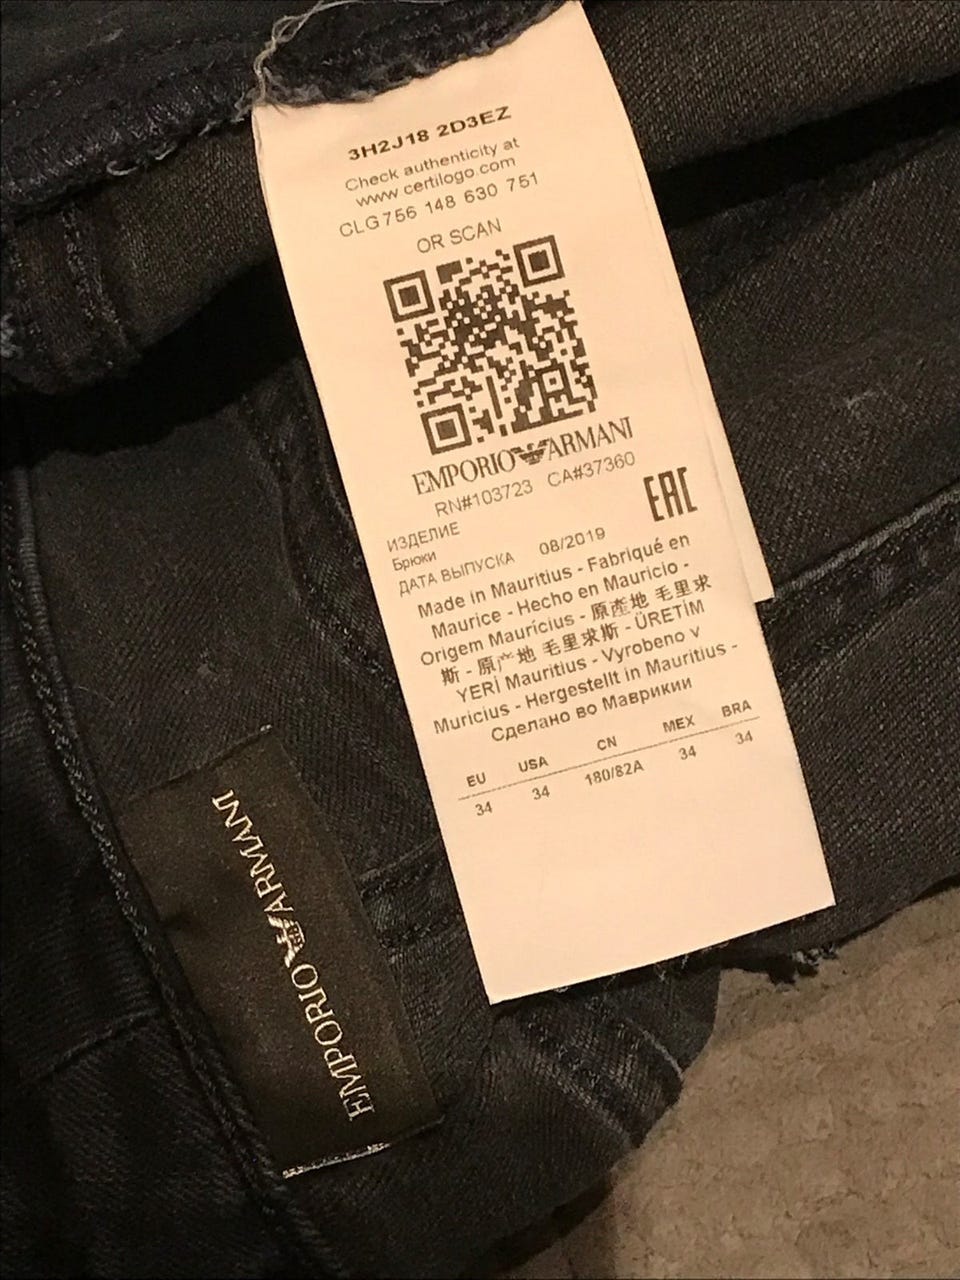 3H2J18 2D3EZ
Check authenticity at
www.certilogo.com
CLG 756 148 630 751
OR SCAN
EMPORIO ARMANI
RN#103723 CA#37360
EAC
ИЗДЕЛИЕ
Брюки
ДАТА ВЫПУСКА 08/2019
Made in Mauritius - Fabriqué en
Maurice - Hecho en Mauricio -
Origem Maurícius - 原產地 毛里求
斯 - 原产地 毛里求斯 - ÜRETİM
YERİ Mauritius - Vyrobeno v
Muricius - Hergestellt in Mauritius -
Сделано во Маврикии
EU USA CN MEX BRA
34 34 180/82A 34 34
EMPORIO ARMANI